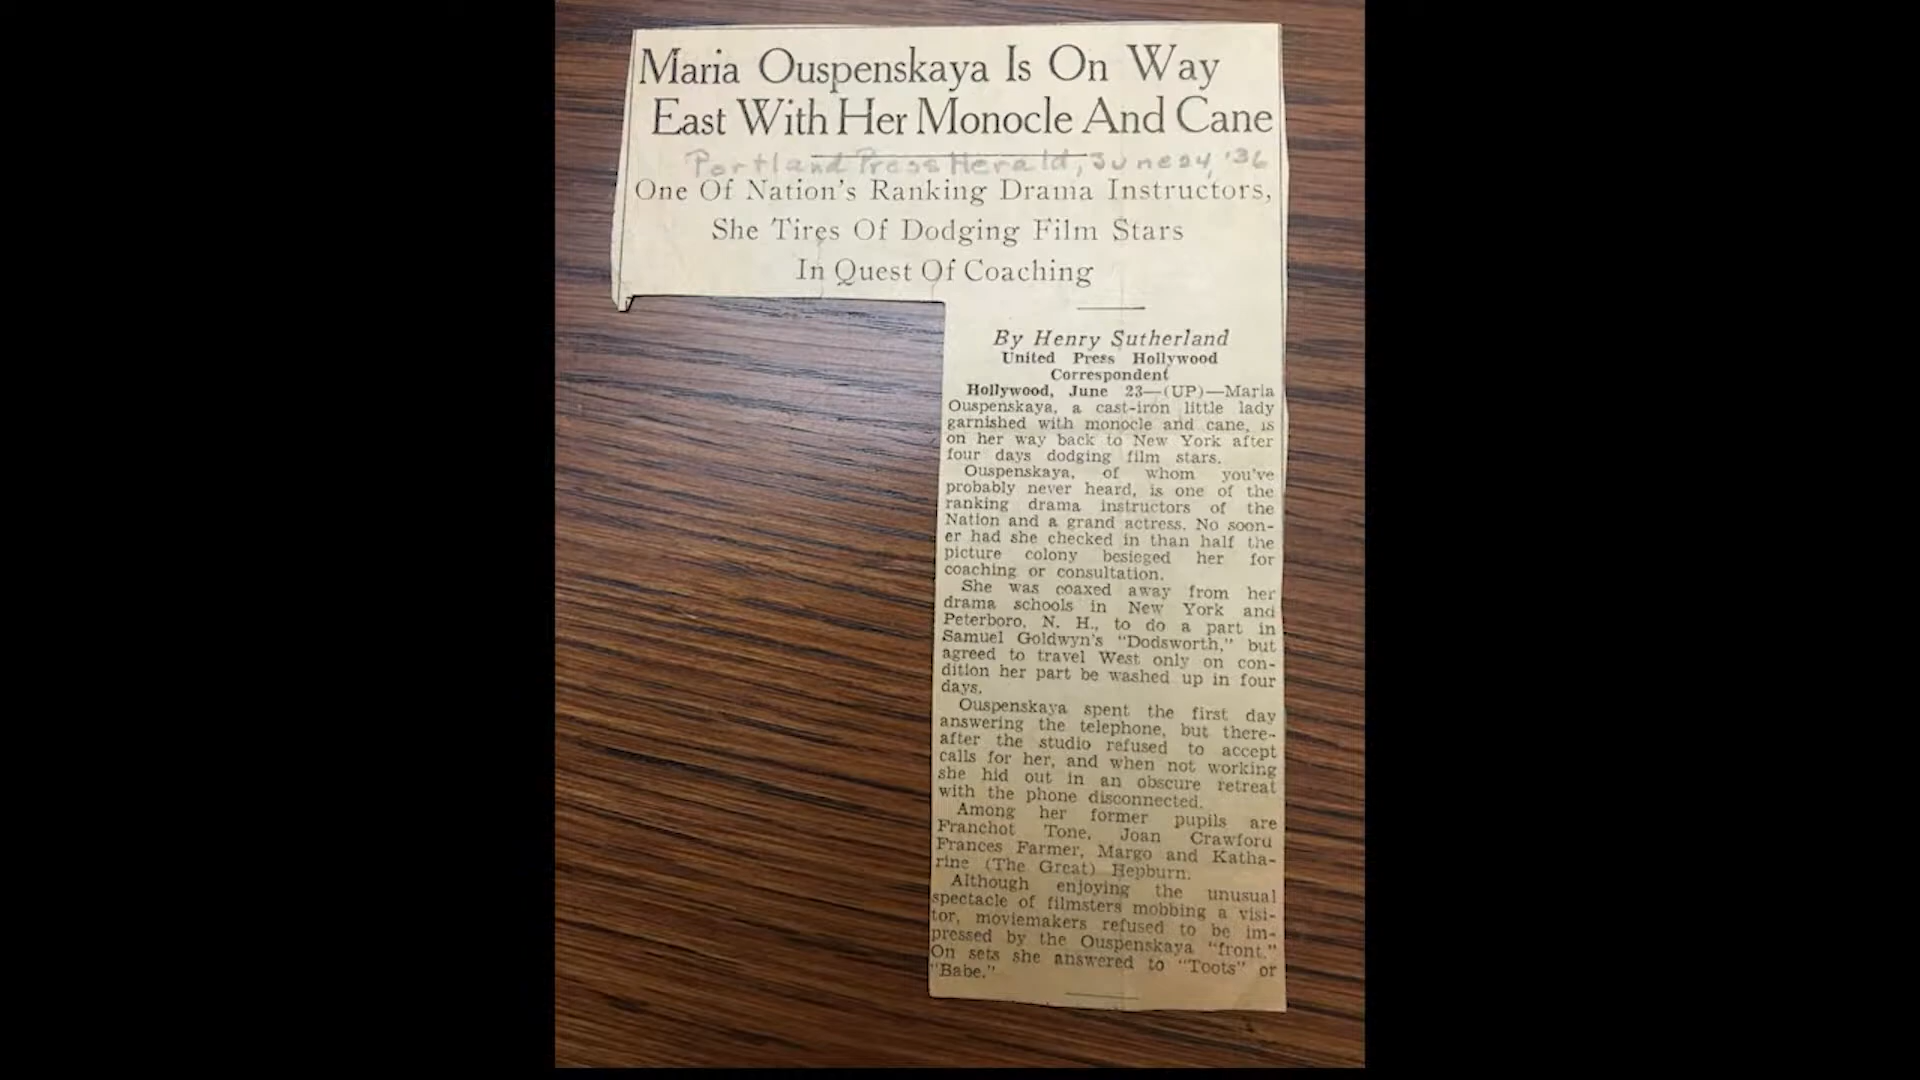 Maria Ouspenskaya Is On Way
East With Her Monocle And Cane
Portland Press Herald, June 24, '36
One Of Nation's Ranking Drama Instructors,
She Tires Of Dodging Film Stars
In Quest Of Coaching
By Henry Sutherland
United Press Hollywood
Correspondent
Hollywood, June 23—(UP)—Maria
Ouspenskaya, a cast-iron little lady
garnished with monocle and cane, is
on her way back to New York after
four days dodging film stars.
Ouspenskaya, of whom you've
probably never heard, is one of the
ranking drama instructors of the
Nation and a grand actress. No soon-
er had she checked in than half the
picture colony besieged her for
coaching or consultation.
She was coaxed away from her
drama schools in New York and
Peterboro, N. H., to do a part in
Samuel Goldwyn's "Dodsworth," but
agreed to travel West only on con-
dition her part be washed up in four
days.
Ouspenskaya spent the first day
answering the telephone, but there-
after the studio refused to accept
calls for her, and when not working
she hid out in an obscure retreat
with the phone disconnected.
Among her former pupils are
Franchot Tone, Joan Crawford
Frances Farmer, Margo and Katha-
rine (The Great) Hepburn.
Although enjoying the unusual
spectacle of filmsters mobbing a visi-
tor, moviemakers refused to be im-
pressed by the Ouspenskaya "front."
On sets she answered to "Toots" or
"Babe."